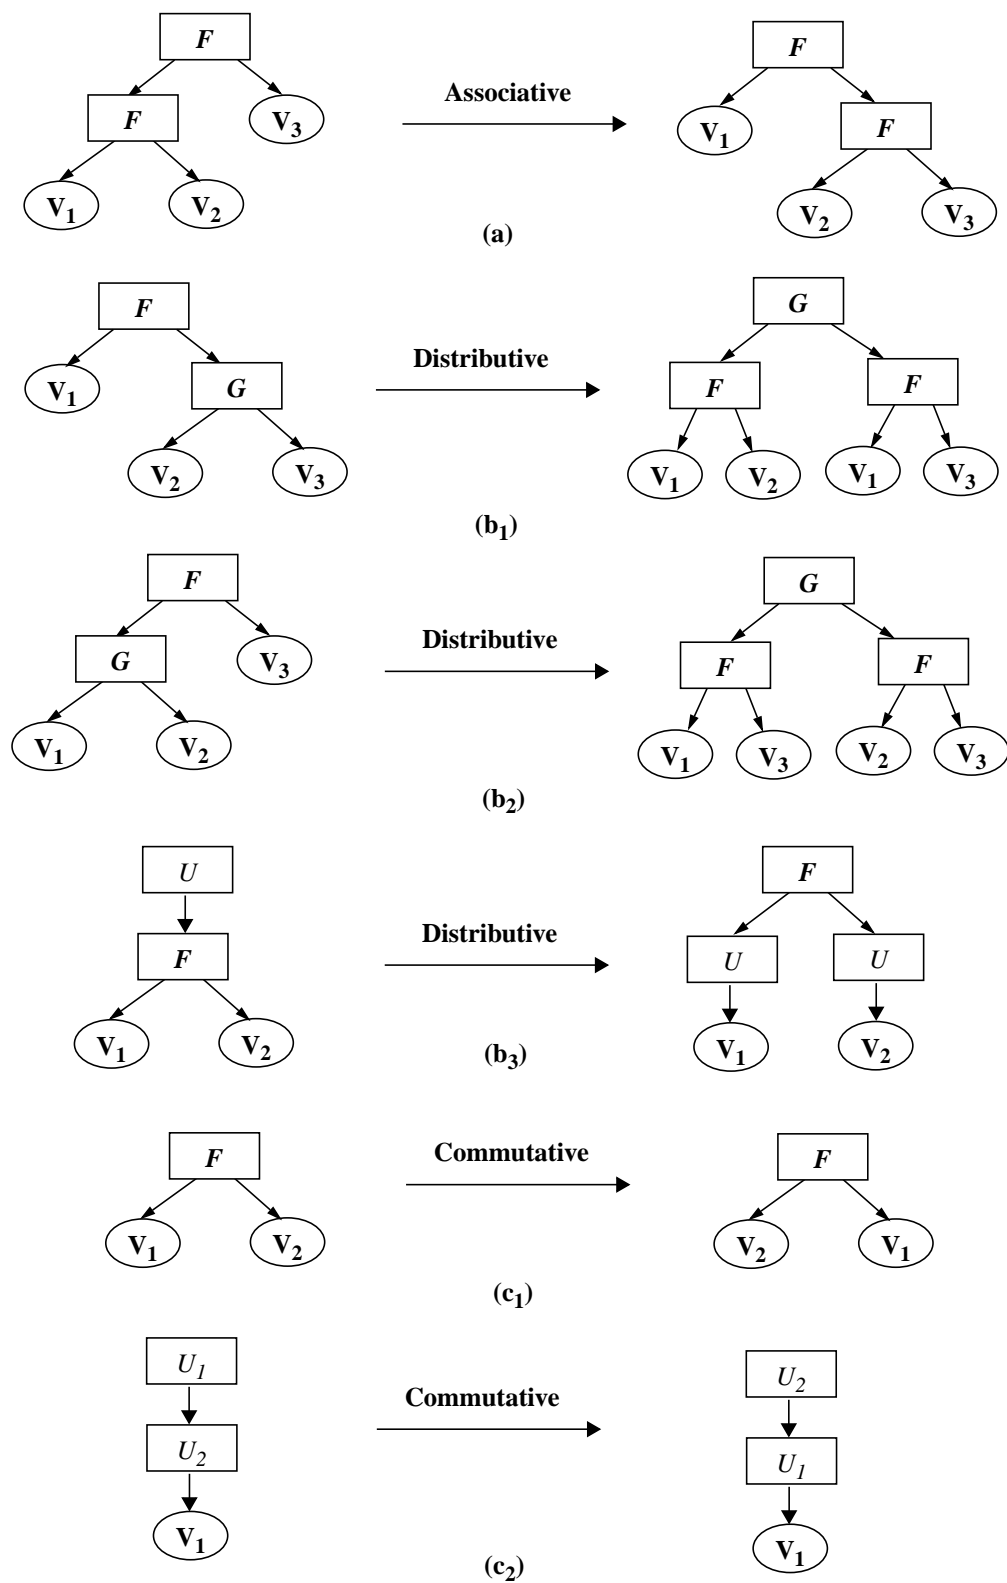 F F
F V3 Associative V1 F
V1 V2 V2 V3
(a)
F G
V1 G Distributive F F
V2 V3 V1 V2 V1 V3
(b1)
F G
G V3 Distributive F F
V1 V2 V1 V3 V2 V3
(b2)
U F
F Distributive U U
V1 V2 V1 V2
(b3)
F Commutative F
V1 V2 V2 V1
(c1)
U1 U2
U2 Commutative U1
V1 V1
(c2)